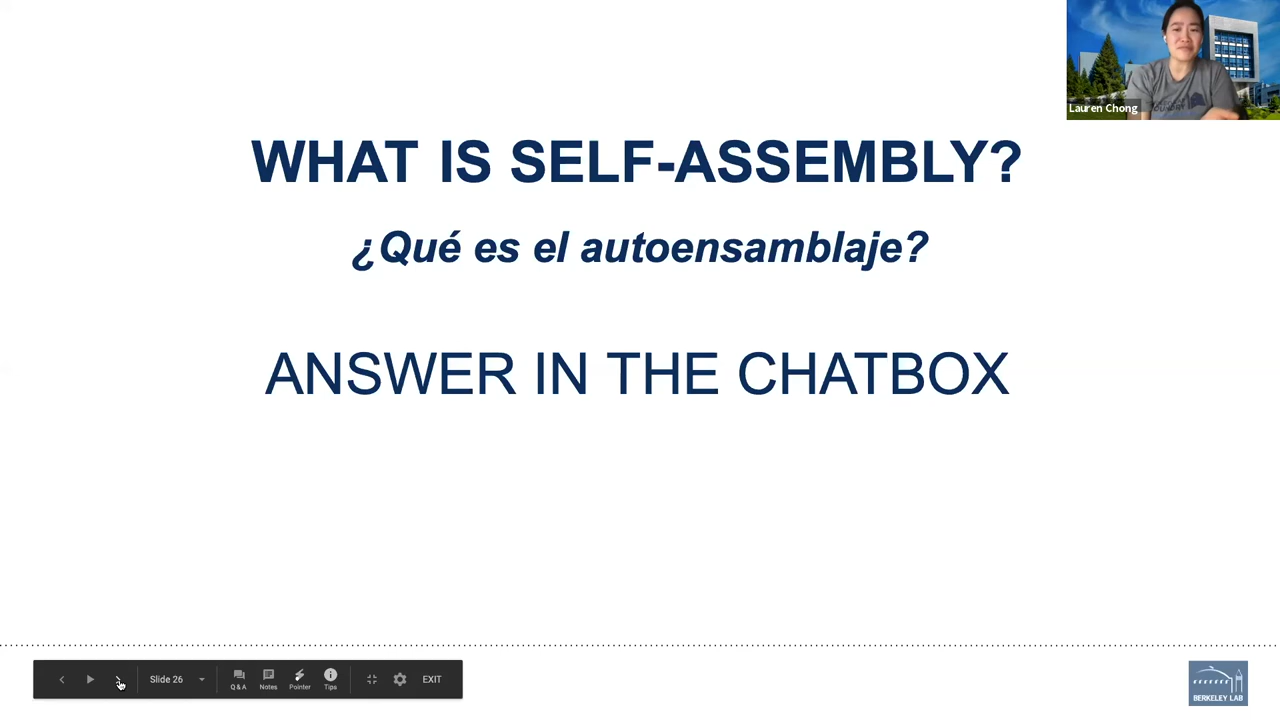 Lauren Chong
WHAT IS SELF-ASSEMBLY?
¿Qué es el autoensamblaje?
ANSWER IN THE CHATBOX
Slide 26
Q&A
Notes
Pointer
Tips
EXIT
BERKELEY LAB